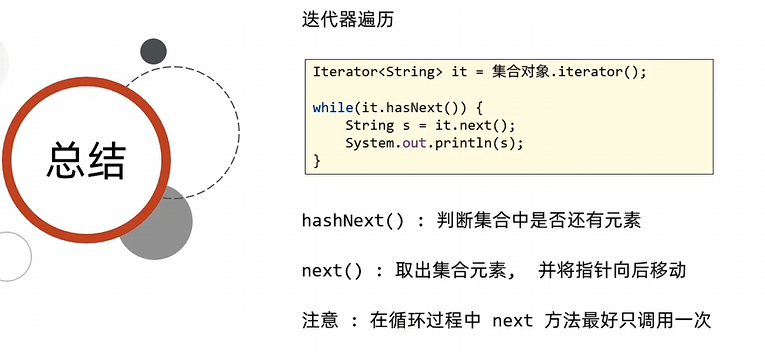 总结
迭代器遍历
Iterator<String> it = 集合对象.iterator();
while(it.hasNext()) {
    String s = it.next();
    System.out.println(s);
}
hashNext() : 判断集合中是否还有元素
next() : 取出集合元素, 并将指针向后移动
注意 : 在循环过程中 next 方法最好只调用一次